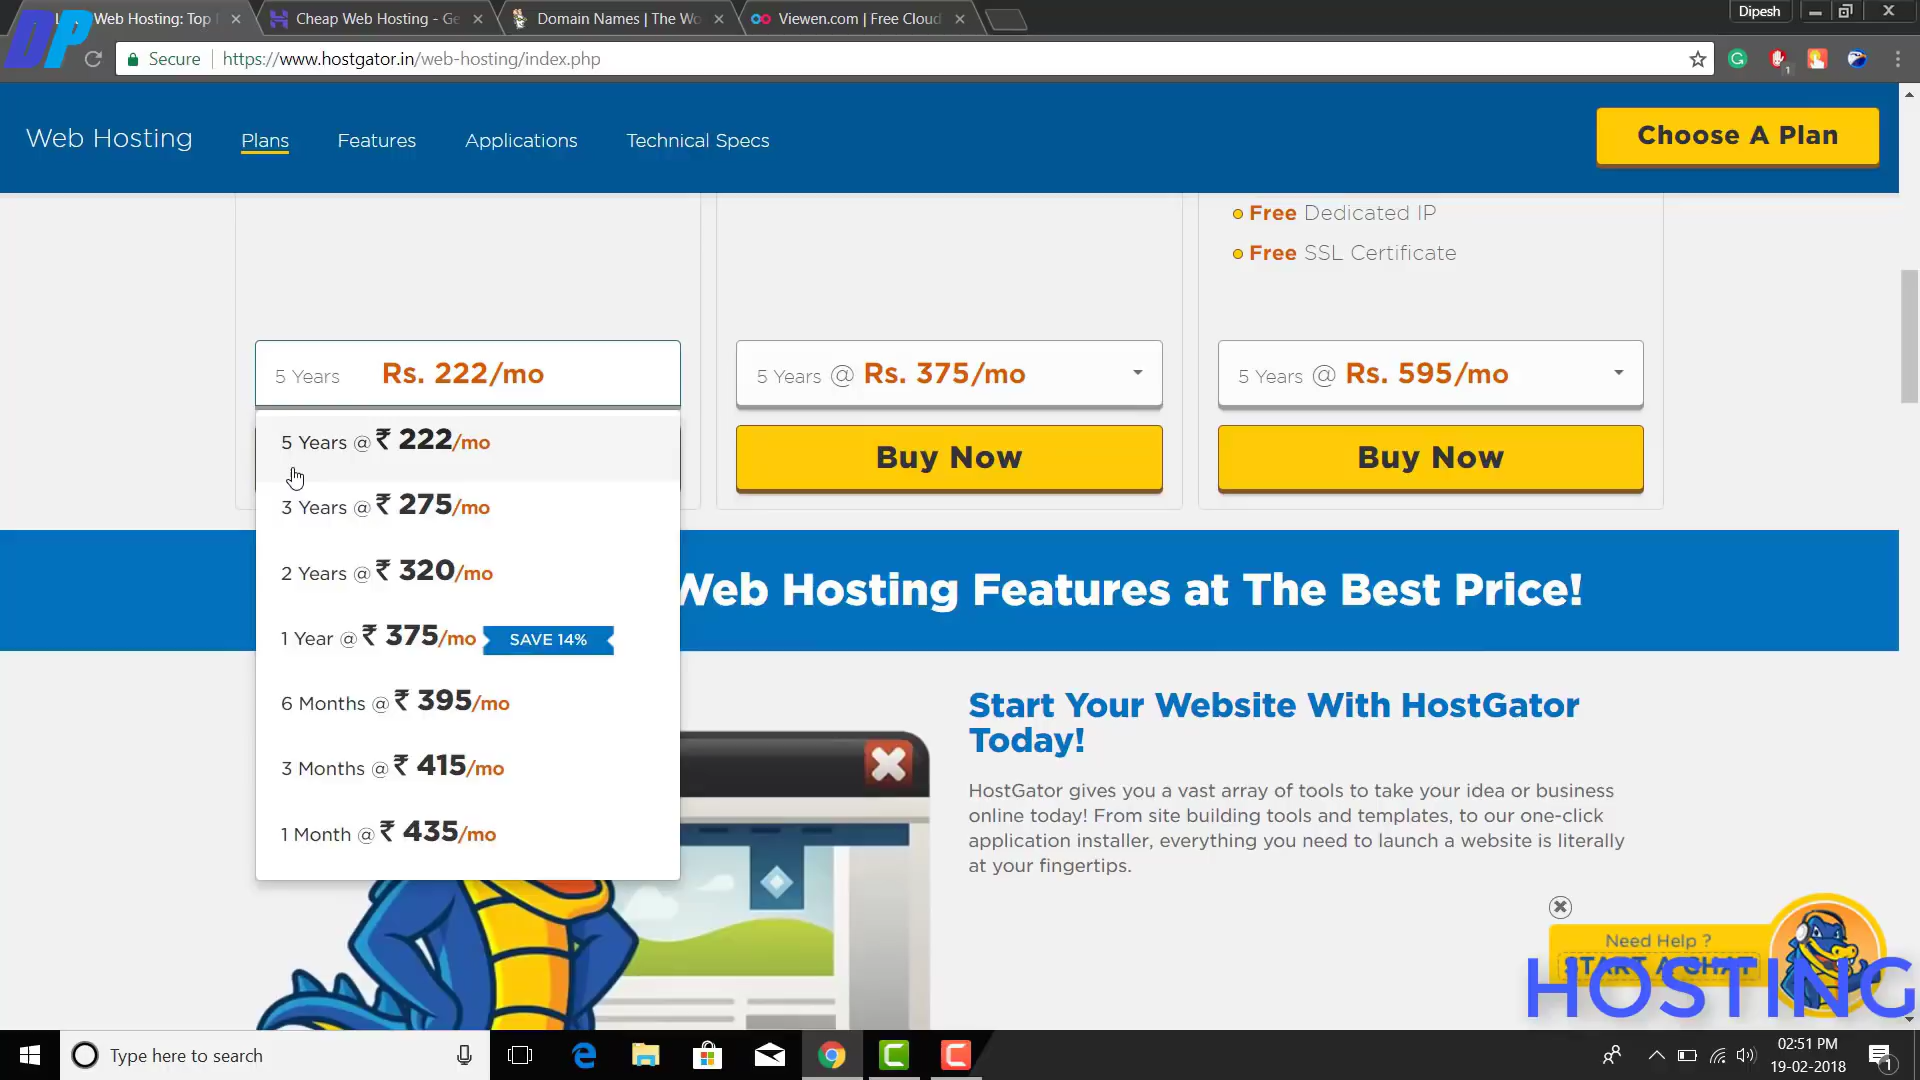 DP
Web Hosting: Top
Cheap Web Hosting - Ge
Domain Names | The Wo
Viewen.com | Free Cloud
Dipesh
Secure
https://www.hostgator.in/web-hosting/index.php
1
Web Hosting
Plans
Features
Applications
Technical Specs
Choose A Plan
Free Dedicated IP
Free SSL Certificate
5 Years Rs. 222/mo
5 Years @ Rs. 375/mo
5 Years @ Rs. 595/mo
5 Years @ ₹ 222/mo
3 Years @ ₹ 275/mo
2 Years @ ₹ 320/mo
1 Year @ ₹ 375/mo SAVE 14%
6 Months @ ₹ 395/mo
3 Months @ ₹ 415/mo
1 Month @ ₹ 435/mo
Buy Now
Buy Now
Web Hosting Features at The Best Price!
Start Your Website With HostGator
Today!
HostGator gives you a vast array of tools to take your idea or business
online today! From site building tools and templates, to our one-click
application installer, everything you need to launch a website is literally
at your fingertips.
Need Help ?
START A CHAT
HOSTING
Type here to search
02:51 PM
19-02-2018
1